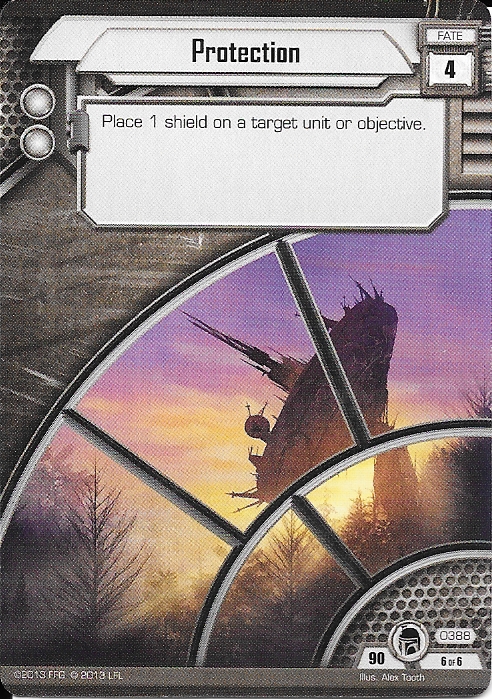 Protection
FATE
4
Place 1 shield on a target unit or objective.
0388
90
6 OF 6
©2013 FFG © 2013 LFL
Illus. Alex Tooth